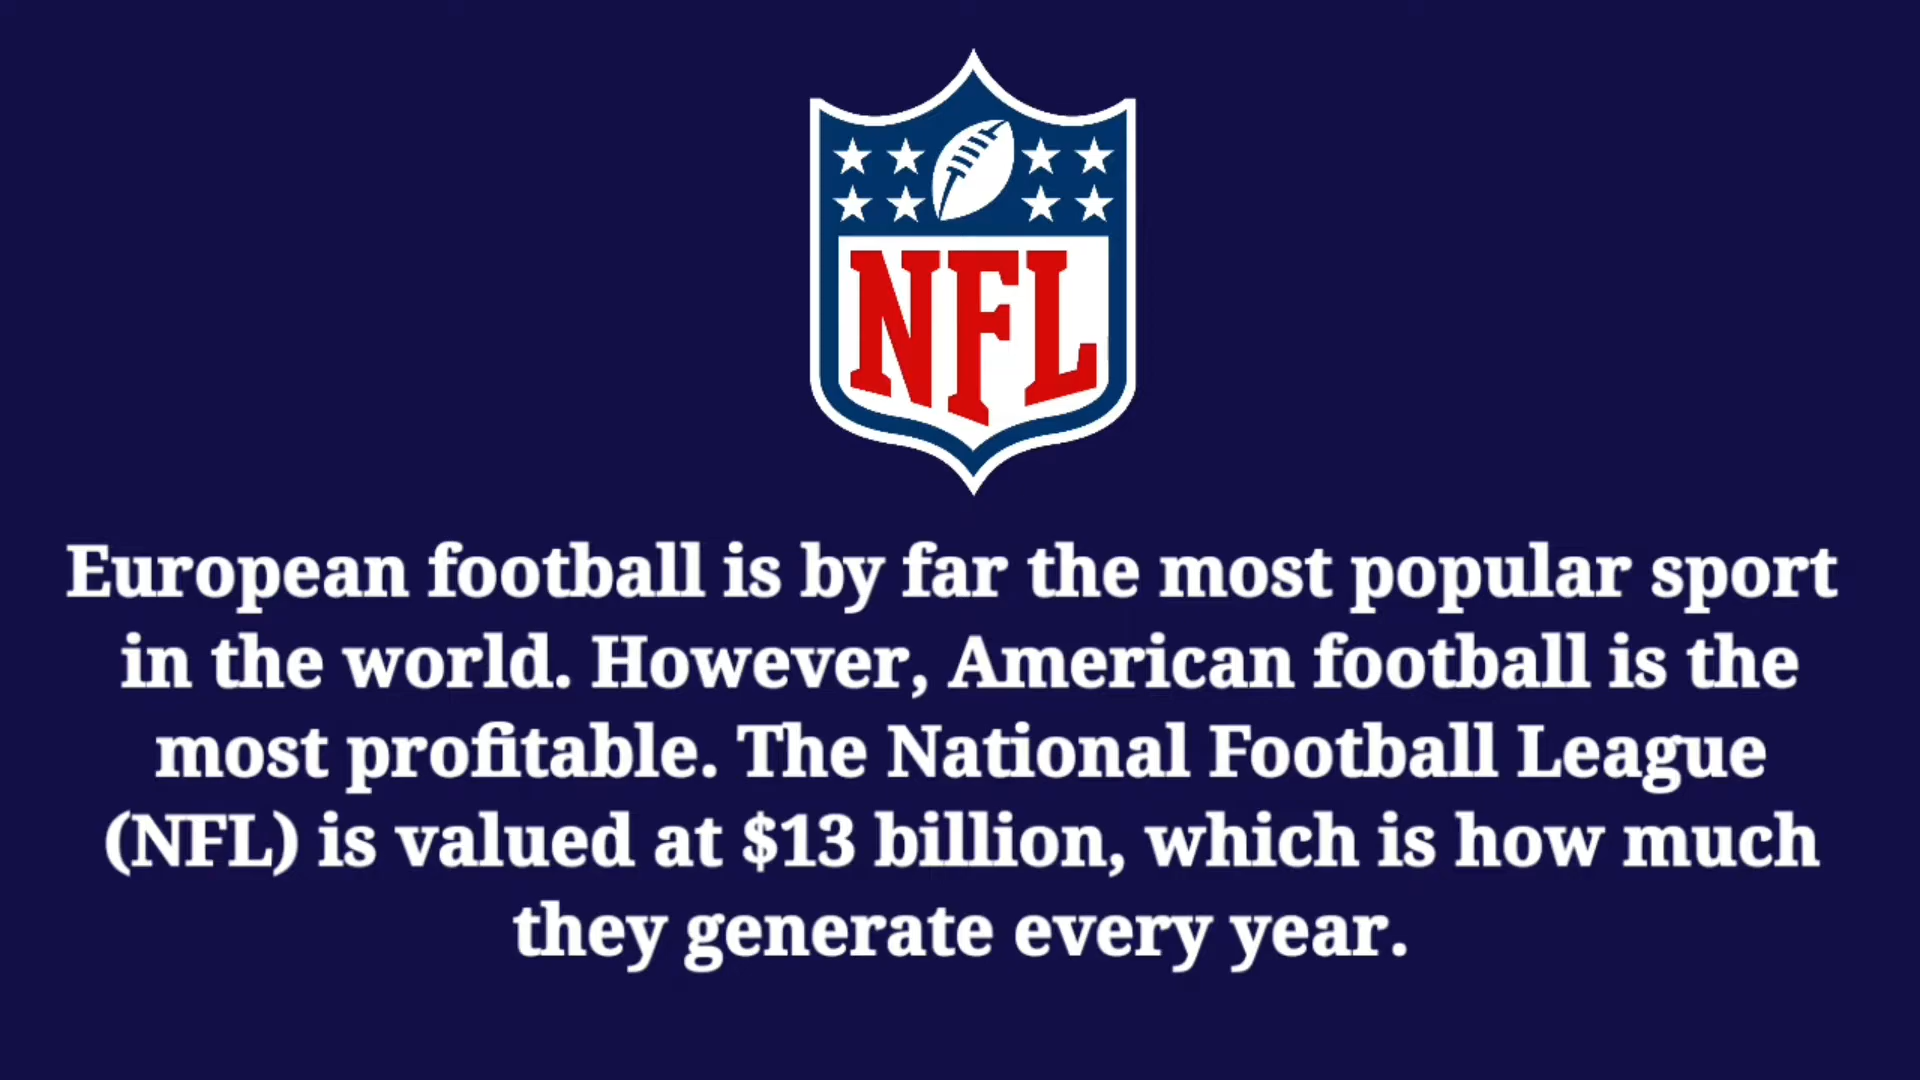 NFL
European football is by far the most popular sport
in the world. However, American football is the
most profitable. The National Football League
(NFL) is valued at $13 billion, which is how much
they generate every year.